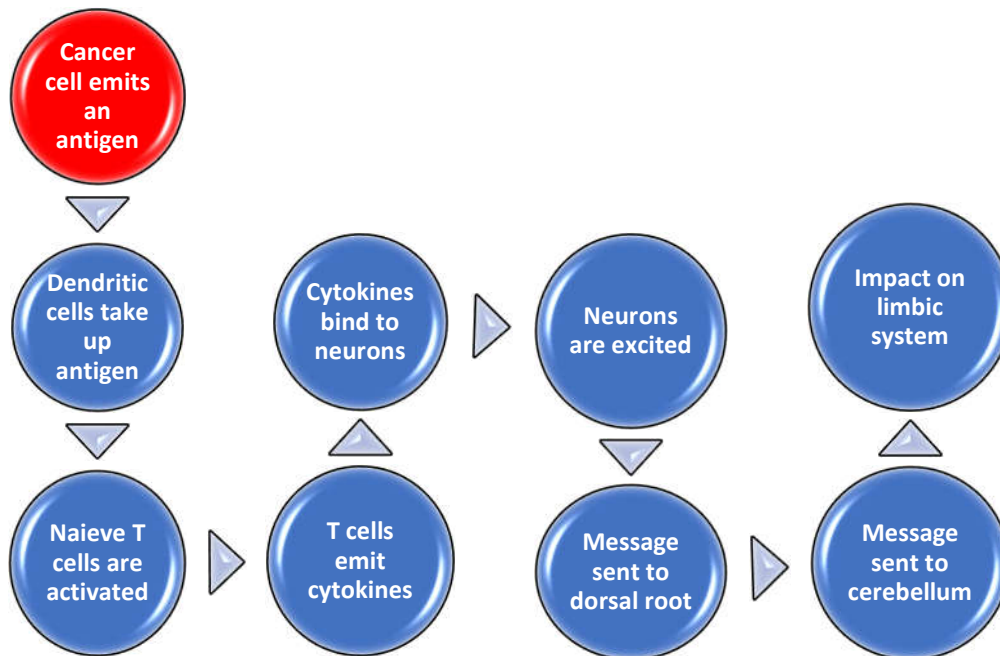 Cancer
cell emits
an
antigen
Dendritic
cells take
up
antigen
Naieve T
cells are
activated
T cells
emit
cytokines
Cytokines
bind to
neurons
Neurons
are excited
Message
sent to
dorsal root
Message
sent to
cerebellum
Impact on
limbic
system